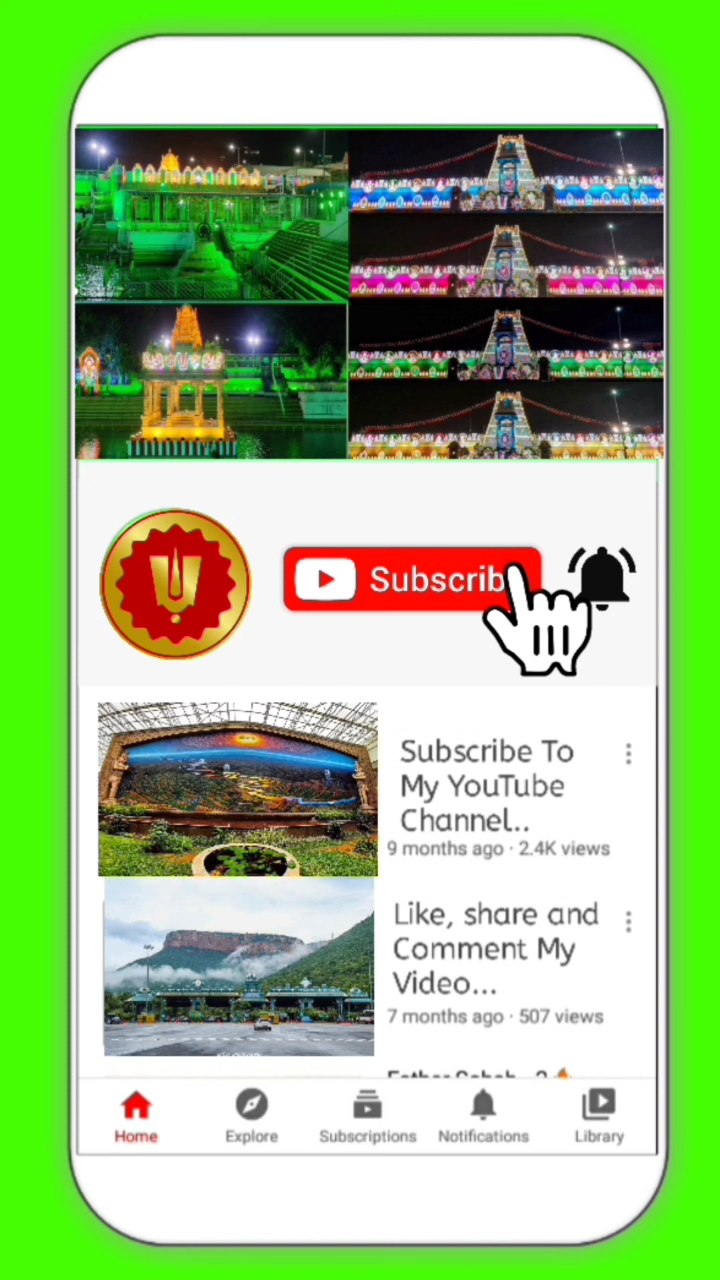 Subscrib
Subscribe To
My YouTube
Channel..
9 months ago · 2.4K views
Like, share and
Comment My
Video...
7 months ago · 507 views
Home
Explore
Subscriptions
Notifications
Library